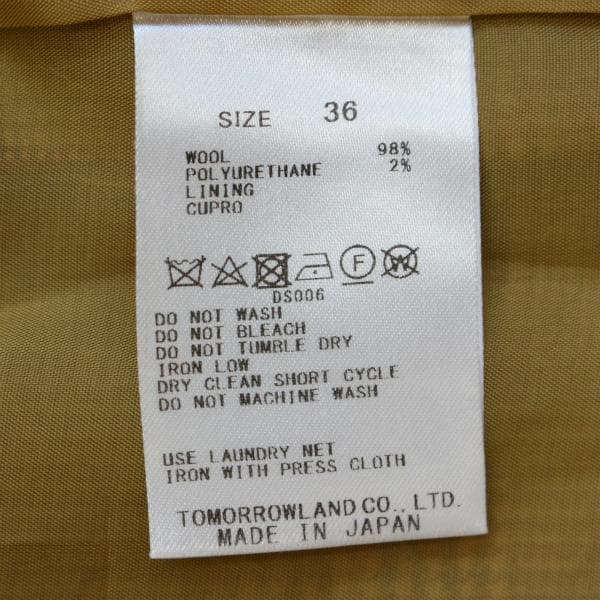 SIZE 36
WOOL 98%
POLYURETHANE 2%
LINING
CUPRO
F W
DS006
DO NOT WASH
DO NOT BLEACH
DO NOT TUMBLE DRY
IRON LOW
DRY CLEAN SHORT CYCLE
DO NOT MACHINE WASH
USE LAUNDRY NET
IRON WITH PRESS CLOTH
TOMORROWLAND CO., LTD.
MADE IN JAPAN